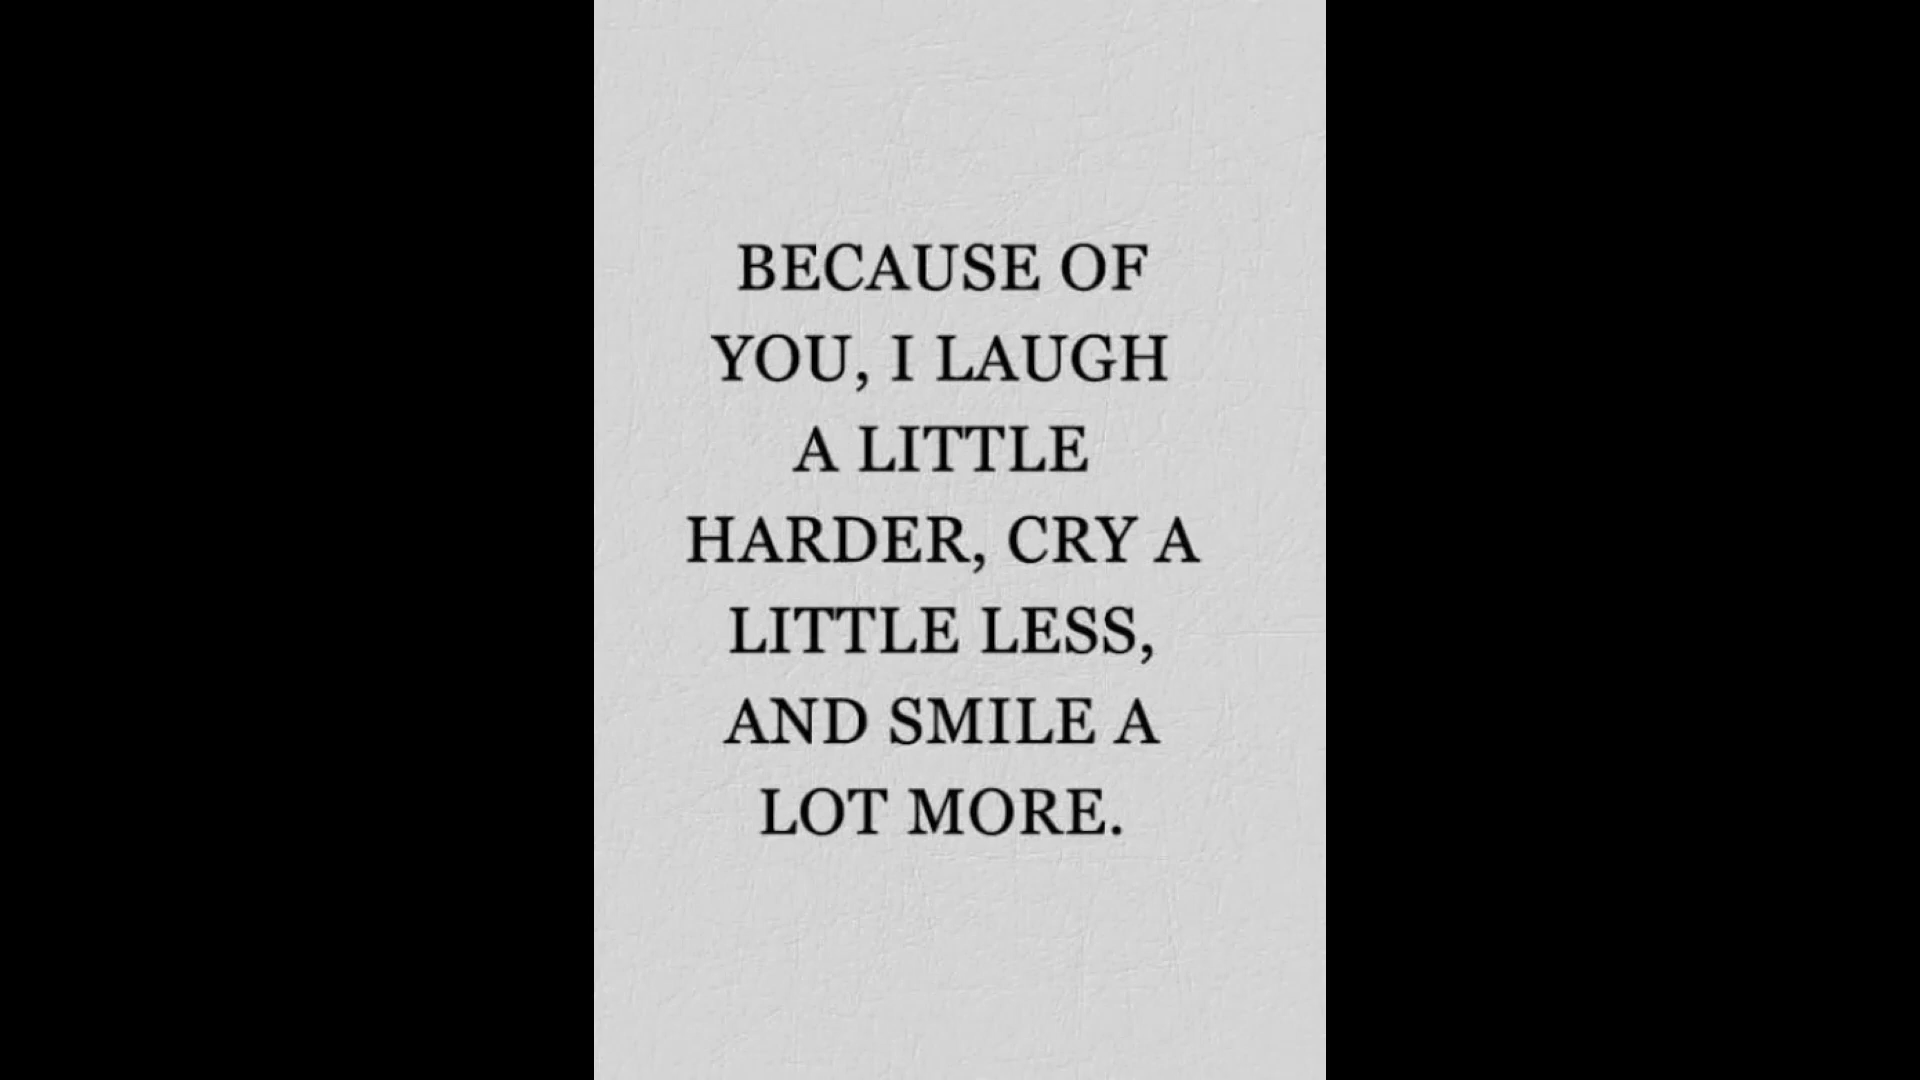 BECAUSE OF
YOU, I LAUGH
A LITTLE
HARDER, CRY A
LITTLE LESS,
AND SMILE A
LOT MORE.